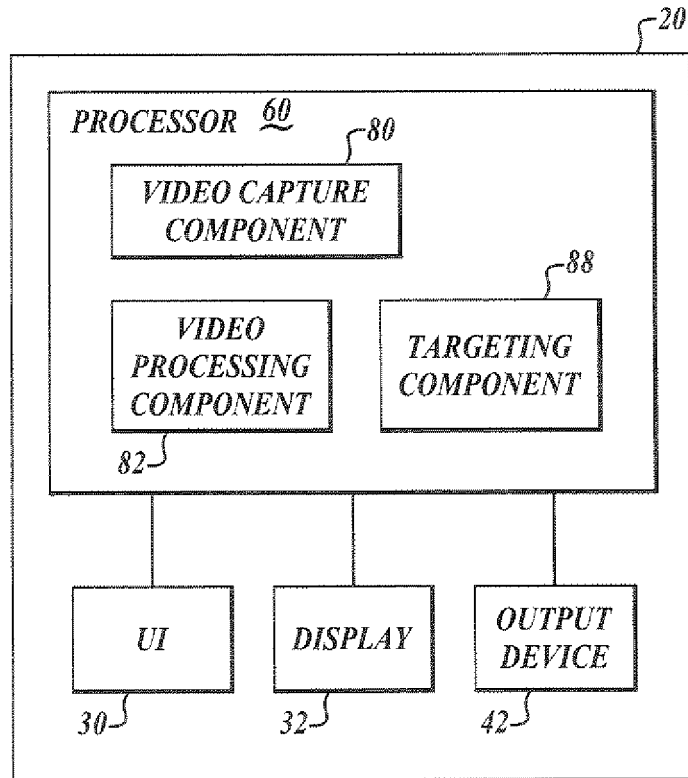 20
PROCESSOR 60
80
VIDEO CAPTURE
COMPONENT
88
VIDEO
PROCESSING
COMPONENT
TARGETING
COMPONENT
82
UI
DISPLAY
OUTPUT
DEVICE
30
32
42